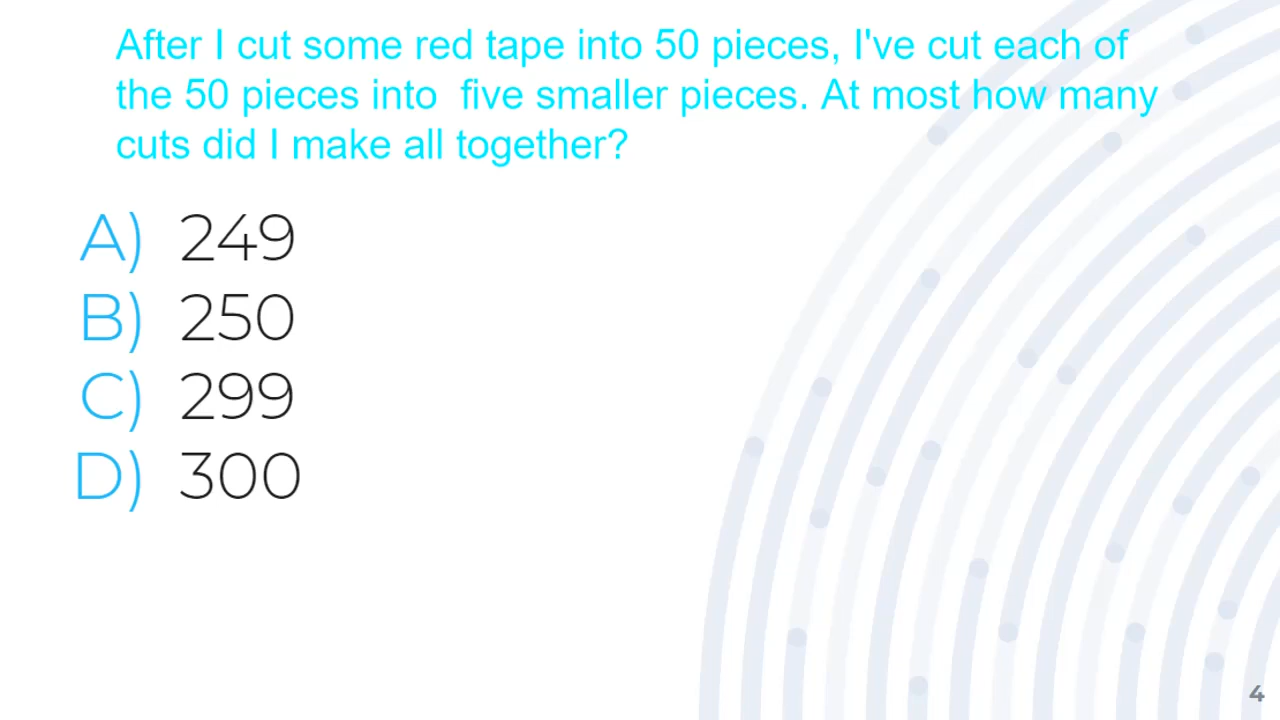 After I cut some red tape into 50 pieces, I've cut each of
the 50 pieces into  five smaller pieces. At most how many
cuts did I make all together?
A) 249
B) 250
C) 299
D) 300
4